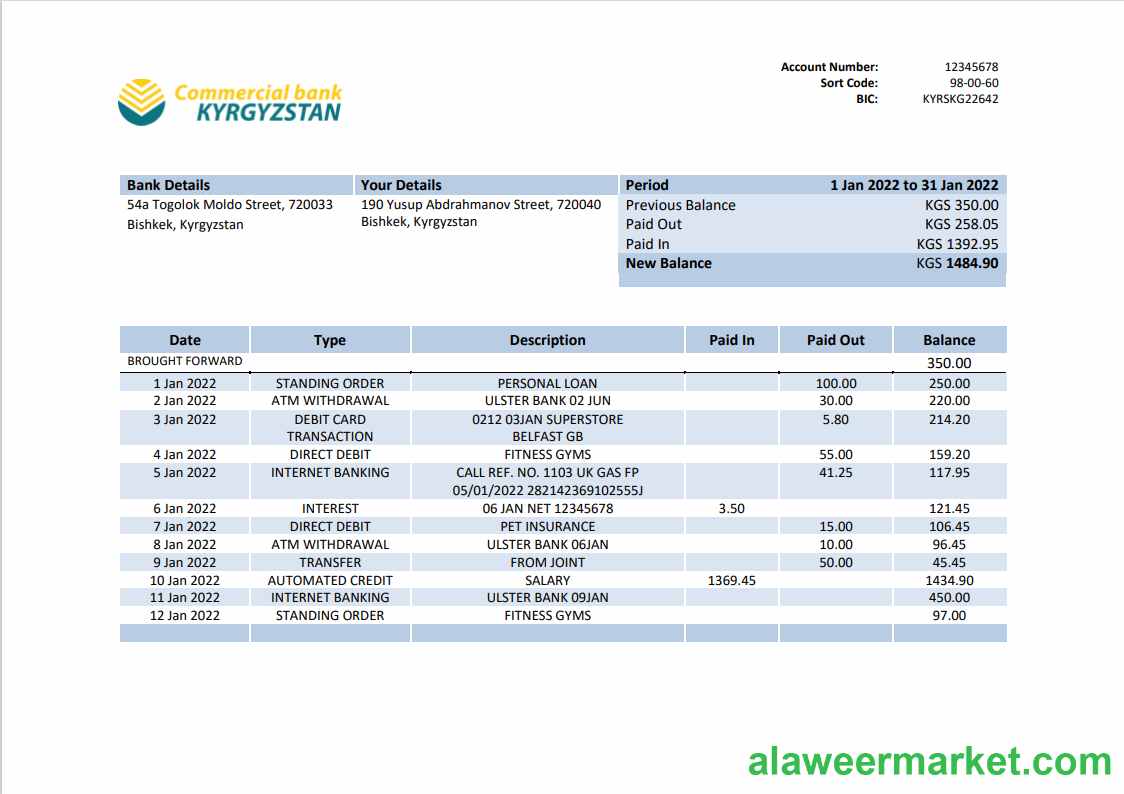 Account Number: 12345678
Sort Code: 98-00-60
BIC: KYRSKG22642
Commercial bank
KYRGYZSTAN
Bank Details Your Details Period 1 Jan 2022 to 31 Jan 2022
54a Togolok Moldo Street, 720033 190 Yusup Abdrahmanov Street, 720040 Previous Balance KGS 350.00
Bishkek, Kyrgyzstan Bishkek, Kyrgyzstan Paid Out KGS 258.05
Paid In KGS 1392.95
New Balance KGS 1484.90
Date Type Description Paid In Paid Out Balance
BROUGHT FORWARD 350.00
1 Jan 2022 STANDING ORDER PERSONAL LOAN 100.00 250.00
2 Jan 2022 ATM WITHDRAWAL ULSTER BANK 02 JUN 30.00 220.00
3 Jan 2022 DEBIT CARD 0212 03JAN SUPERSTORE 5.80 214.20
TRANSACTION BELFAST GB
4 Jan 2022 DIRECT DEBIT FITNESS GYMS 55.00 159.20
5 Jan 2022 INTERNET BANKING CALL REF. NO. 1103 UK GAS FP 41.25 117.95
05/01/2022 282142369102555J
6 Jan 2022 INTEREST 06 JAN NET 12345678 3.50 121.45
7 Jan 2022 DIRECT DEBIT PET INSURANCE 15.00 106.45
8 Jan 2022 ATM WITHDRAWAL ULSTER BANK 06JAN 10.00 96.45
9 Jan 2022 TRANSFER FROM JOINT 50.00 45.45
10 Jan 2022 AUTOMATED CREDIT SALARY 1369.45 1434.90
11 Jan 2022 INTERNET BANKING ULSTER BANK 09JAN 450.00
12 Jan 2022 STANDING ORDER FITNESS GYMS 97.00
alaweermarket.com